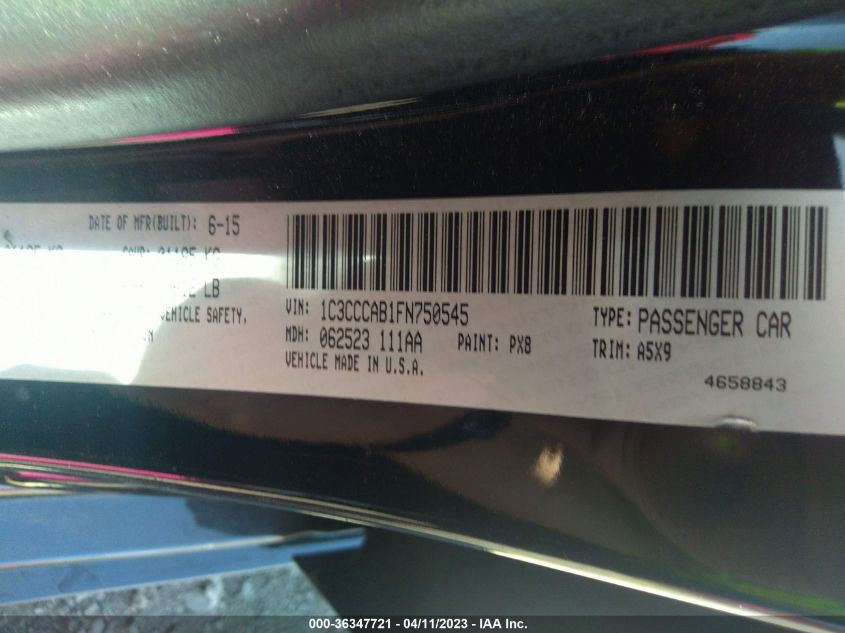 DATE OF MFR(BUILT): 6-15
LB
VEHICLE SAFETY,
VIN: 1C3CCCAB1FN750545
MDH: 062523 111AA PAINT: PX8
VEHICLE MADE IN U.S.A.
TYPE: PASSENGER CAR
TRIM: A5X9
4658843
000-36347721 - 04/11/2023 - IAA Inc.